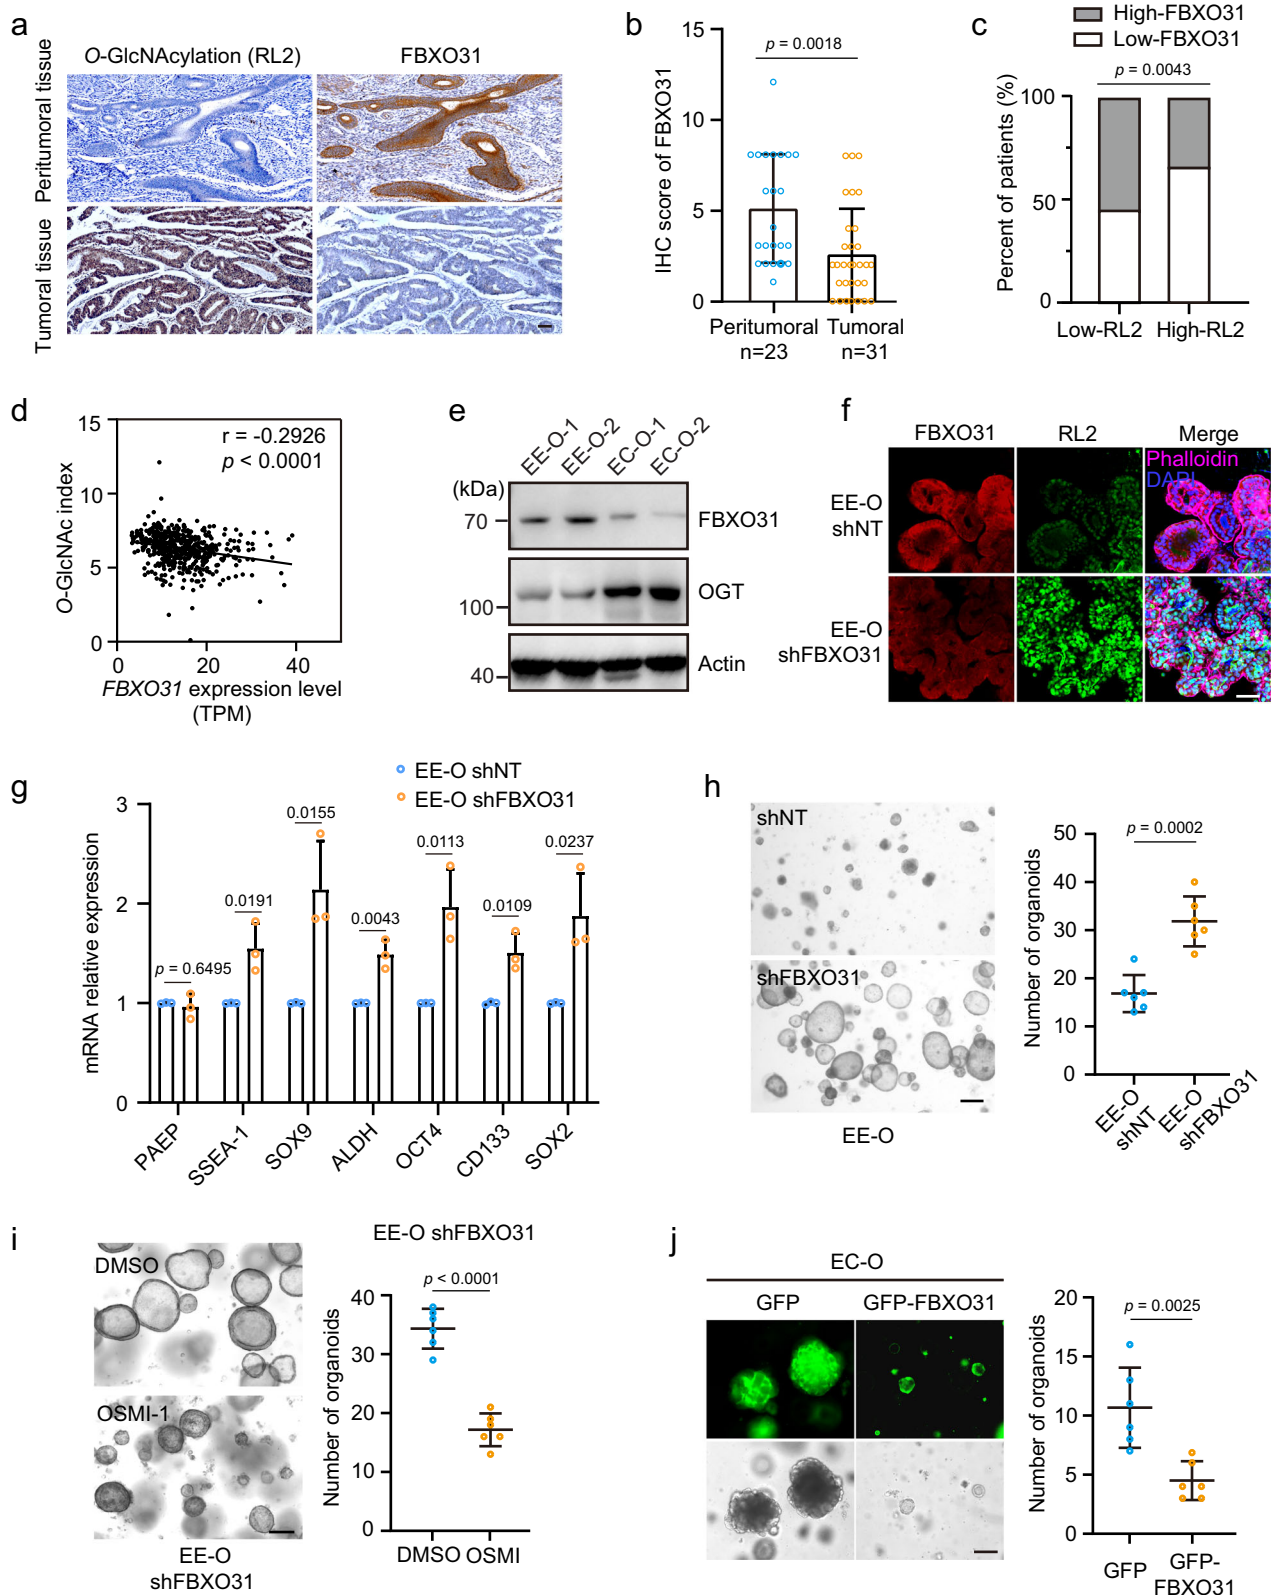 a
O-GlcNAcylation (RL2)
FBXO31
Peritumoral tissue
Tumoral tissue
b
IHC score of FBXO31
15
10
5
0
p = 0.0018
Peritumoral
n=23
Tumoral
n=31
c
High-FBXO31
Low-FBXO31
p = 0.0043
Percent of patients (%)
100
50
0
Low-RL2
High-RL2
d
O-GlcNAc index
15
10
5
0
r = -0.2926
p < 0.0001
0
20
40
FBXO31 expression level
(TPM)
e
EE-O-1
EE-O-2
EC-O-1
EC-O-2
(kDa)
70
FBXO31
100
OGT
40
Actin
f
FBXO31
RL2
Merge
Phalloidin
DAPI
EE-O
shNT
EE-O
shFBXO31
g
EE-O shNT
EE-O shFBXO31
mRNA relative expression
3
2
1
0
p = 0.6495
0.0191
0.0155
0.0043
0.0113
0.0109
0.0237
PAEP
SSEA-1
SOX9
ALDH
OCT4
CD133
SOX2
h
shNT
shFBXO31
EE-O
Number of organoids
50
40
30
20
10
0
p = 0.0002
EE-O
shNT
EE-O
shFBXO31
i
DMSO
OSMI-1
EE-O
shFBXO31
EE-O shFBXO31
Number of organoids
40
30
20
10
0
p < 0.0001
DMSO
OSMI
j
EC-O
GFP
GFP-FBXO31
Number of organoids
20
15
10
5
0
p = 0.0025
GFP
GFP-
FBXO31